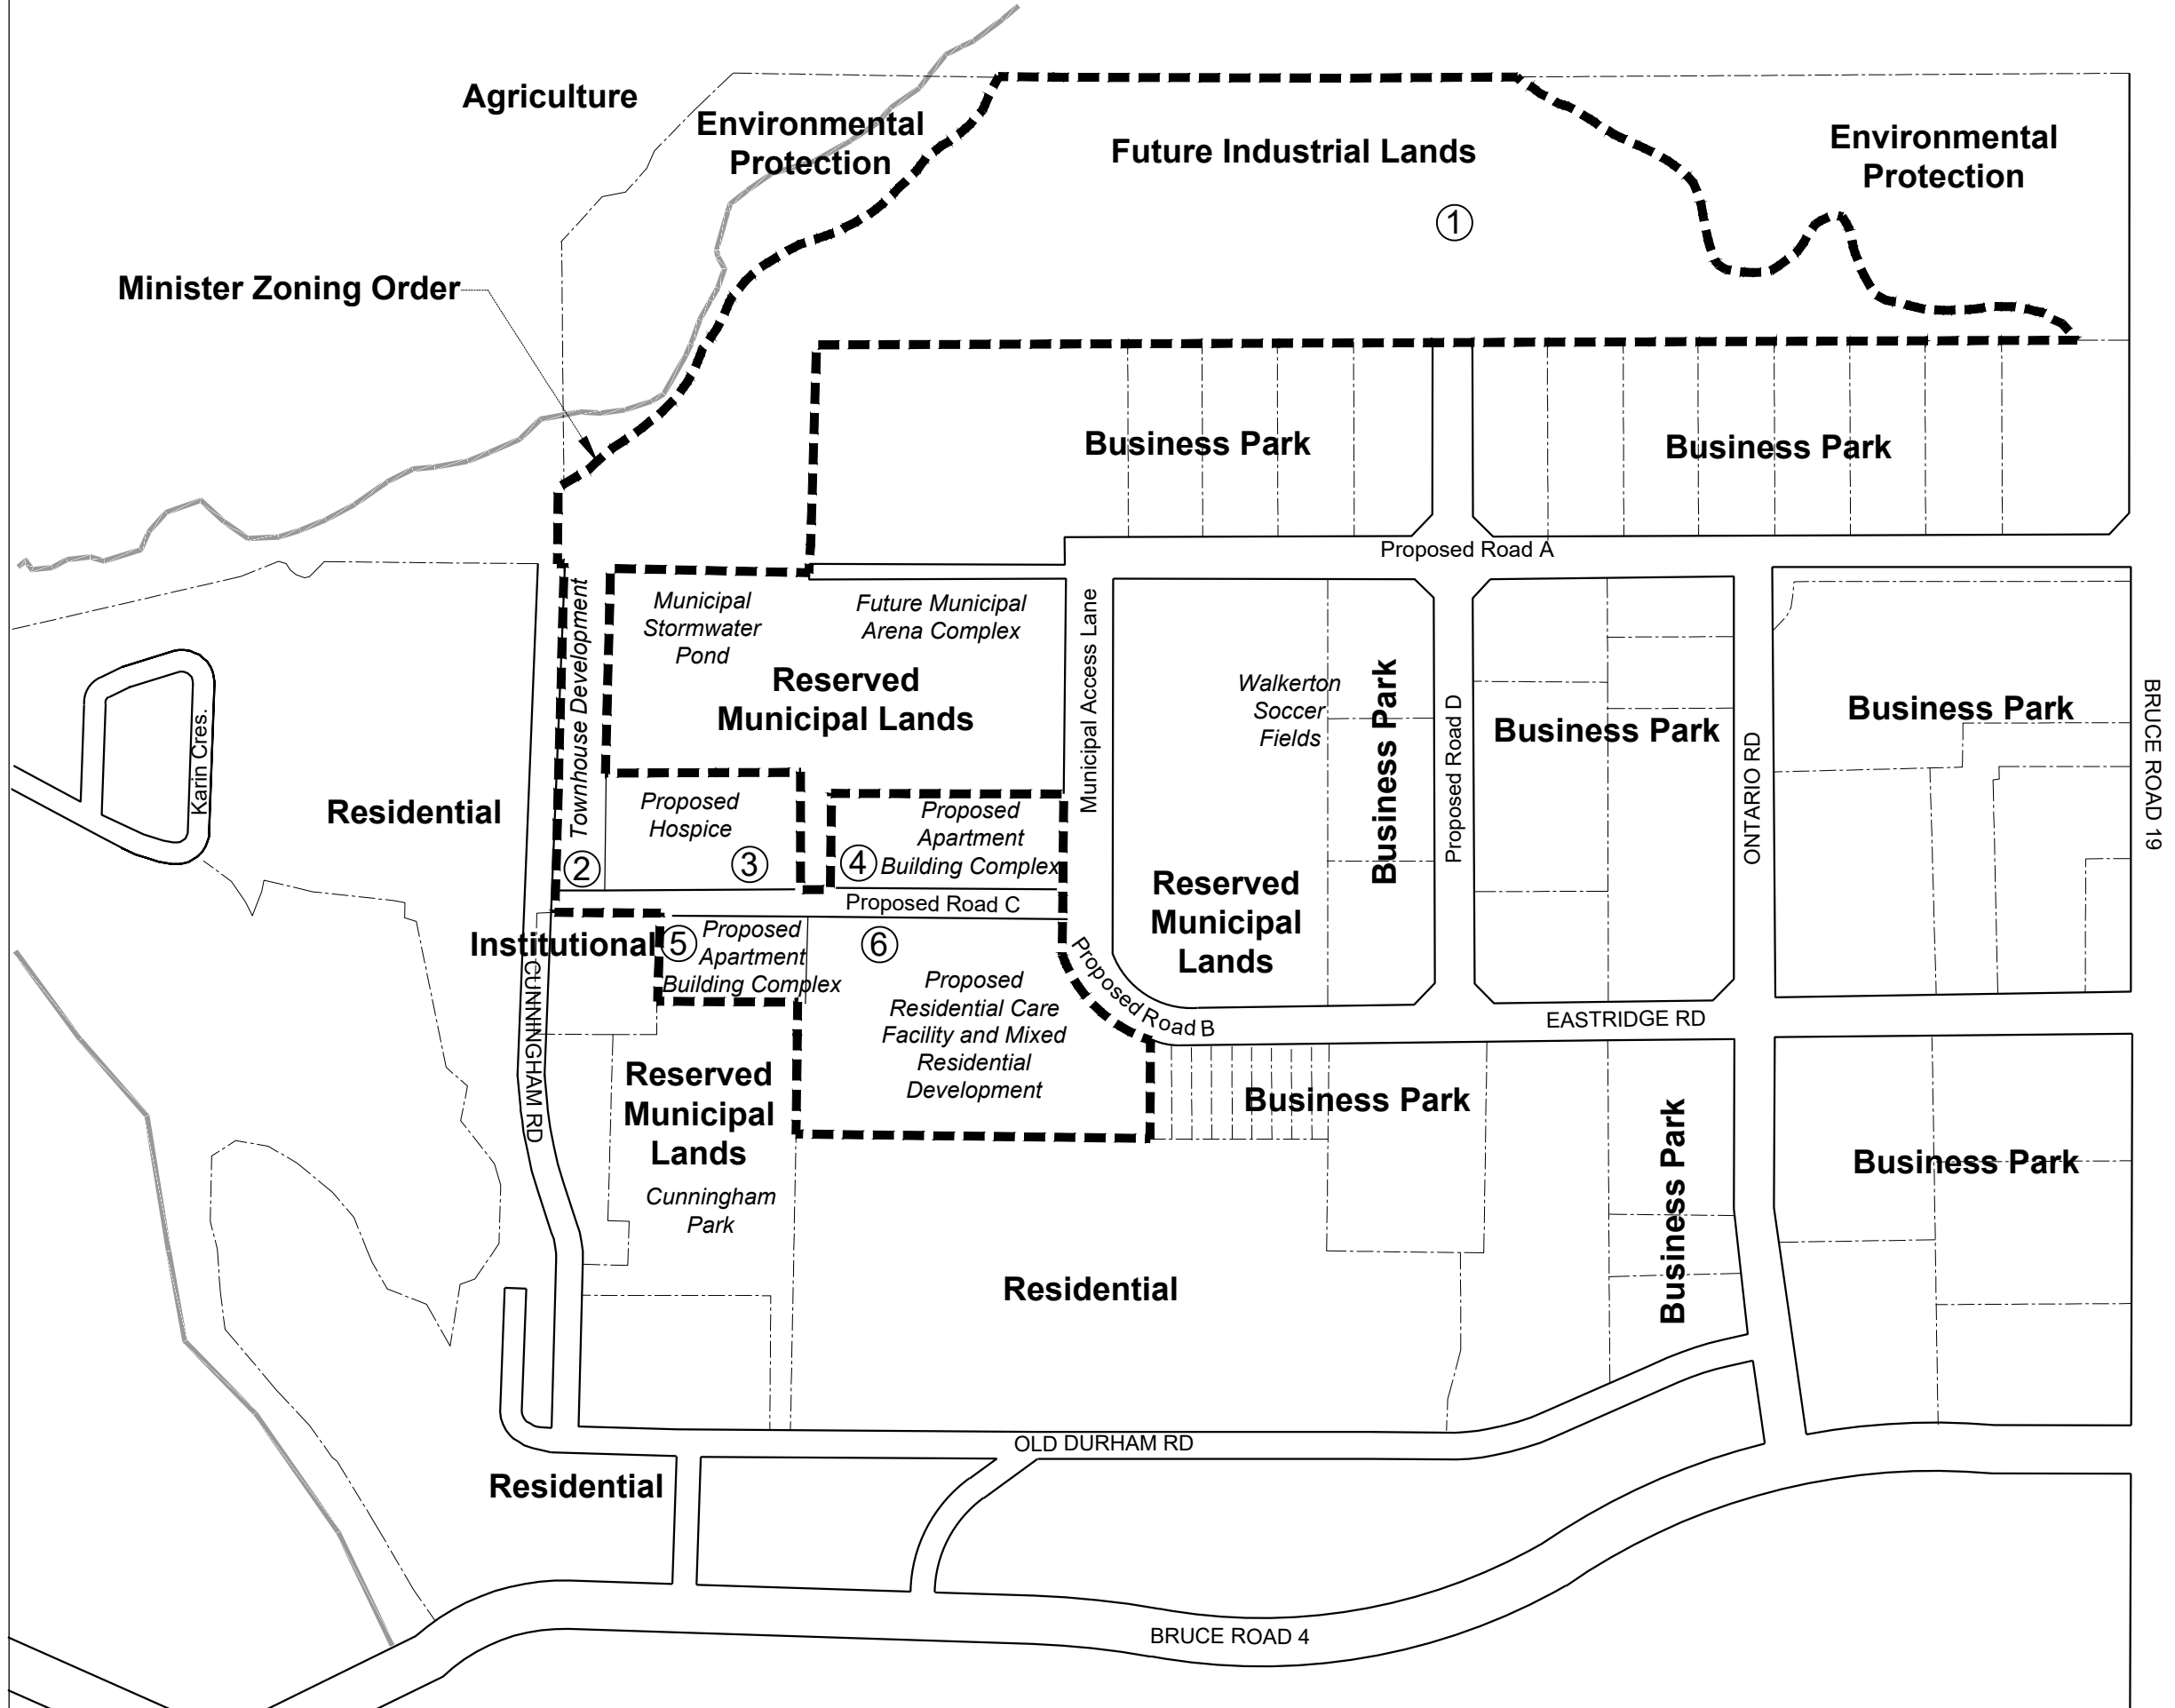 Agriculture
Environmental
Protection
Future Industrial Lands
Environmental
Protection
①
Minister Zoning Order
Business Park
Business Park
Proposed Road A
Townhouse Development
Municipal
Stormwater
Pond
Future Municipal
Arena Complex
Reserved
Municipal Lands
Municipal Access Lane
Walkerton
Soccer
Fields
Business Park
Proposed Road D
Business Park
ONTARIO RD
Business Park
BRUCE ROAD 19
Karin Cres.
Residential
Proposed
Hospice
②
③
④
Proposed
Apartment
Building Complex
Reserved
Municipal
Lands
Proposed Road C
Institutional
⑤
Proposed
Apartment
Building Complex
⑥
Proposed
Residential Care
Facility and Mixed
Residential
Development
Proposed Road B
EASTRIDGE RD
CUNNINGHAM RD
Reserved
Municipal
Lands
Cunningham
Park
Business Park
Business Park
Business Park
Residential
OLD DURHAM RD
Residential
BRUCE ROAD 4